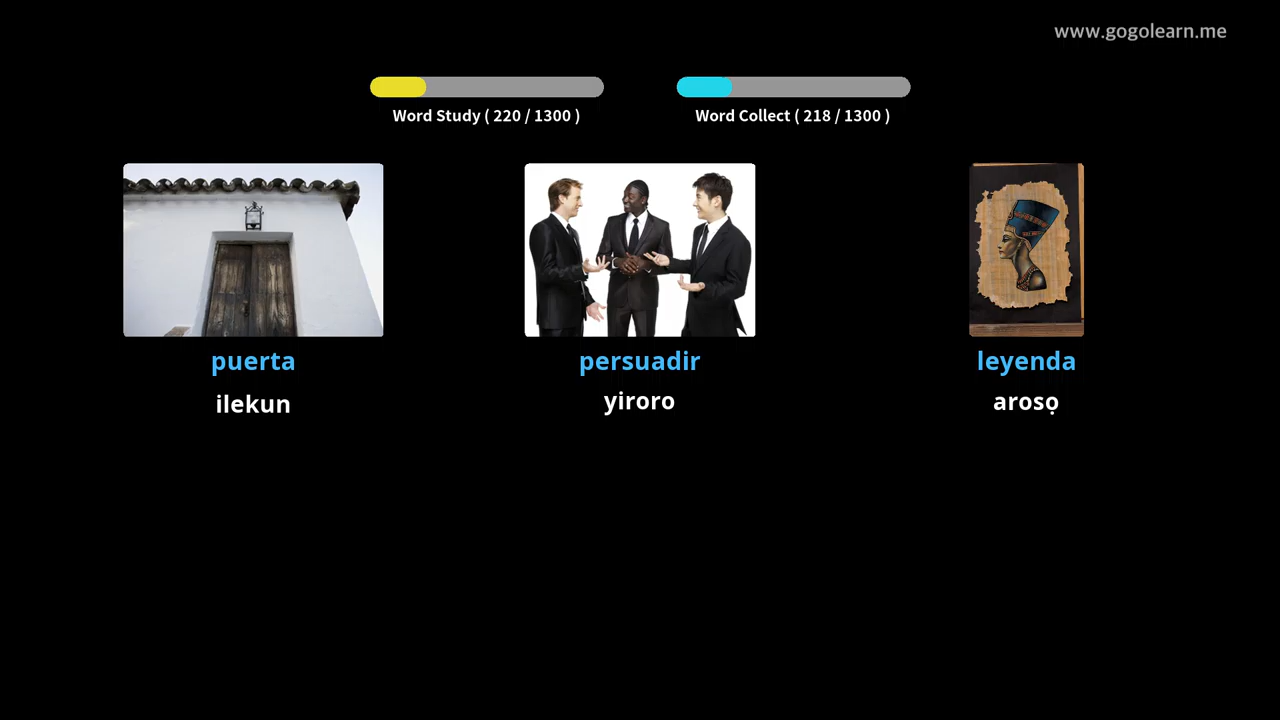 www.gogolearn.me
Word Study ( 220 / 1300 )
Word Collect ( 218 / 1300 )
puerta
persuadir
leyenda
ilekun
yiroro
arosọ